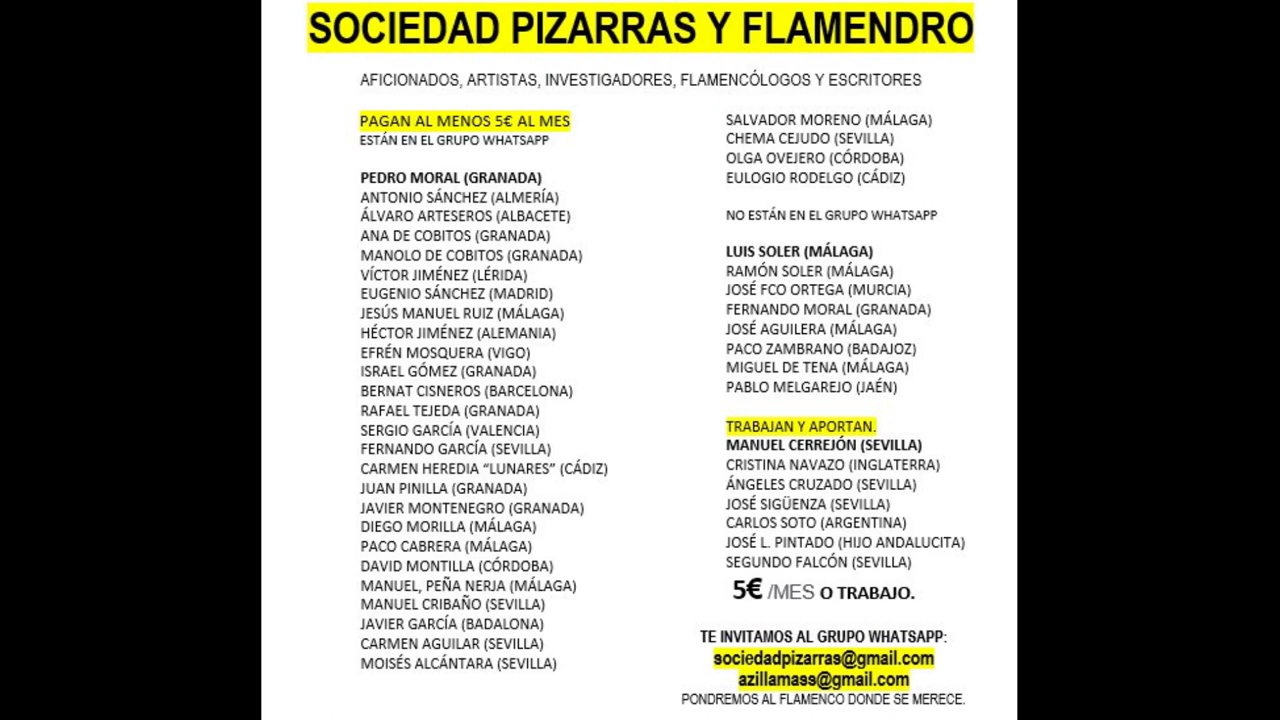 SOCIEDAD PIZARRAS Y FLAMENDRO
AFICIONADOS, ARTISTAS, INVESTIGADORES, FLAMENCÓLOGOS Y ESCRITORES
PAGAN AL MENOS 5€ AL MES
ESTÁN EN EL GRUPO WHATSAPP
PEDRO MORAL (GRANADA)
ANTONIO SÁNCHEZ (ALMERÍA)
ÁLVARO ARTESEROS (ALBACETE)
ANA DE COBITOS (GRANADA)
MANOLO DE COBITOS (GRANADA)
VÍCTOR JIMÉNEZ (LÉRIDA)
EUGENIO SÁNCHEZ (MADRID)
JESÚS MANUEL RUIZ (MÁLAGA)
HÉCTOR JIMÉNEZ (ALEMANIA)
EFRÉN MOSQUERA (VIGO)
ISRAEL GÓMEZ (GRANADA)
BERNAT CISNEROS (BARCELONA)
RAFAEL TEJEDA (GRANADA)
SERGIO GARCÍA (VALENCIA)
FERNANDO GARCÍA (SEVILLA)
CARMEN HEREDIA “LUNARES” (CÁDIZ)
JUAN PINILLA (GRANADA)
JAVIER MONTENEGRO (GRANADA)
DIEGO MORILLA (MÁLAGA)
PACO CABRERA (MÁLAGA)
DAVID MONTILLA (CÓRDOBA)
MANUEL, PEÑA NERJA (MÁLAGA)
MANUEL CRIBAÑO (SEVILLA)
JAVIER GARCÍA (BADALONA)
CARMEN AGUILAR (SEVILLA)
MOISÉS ALCÁNTARA (SEVILLA)
SALVADOR MORENO (MÁLAGA)
CHEMA CEJUDO (SEVILLA)
OLGA OVEJERO (CÓRDOBA)
EULOGIO RODELGO (CÁDIZ)
NO ESTÁN EN EL GRUPO WHATSAPP
LUIS SOLER (MÁLAGA)
RAMÓN SOLER (MÁLAGA)
JOSÉ FCO ORTEGA (MURCIA)
FERNANDO MORAL (GRANADA)
JOSÉ AGUILERA (MÁLAGA)
PACO ZAMBRANO (BADAJOZ)
MIGUEL DE TENA (MÁLAGA)
PABLO MELGAREJO (JAÉN)
TRABAJAN Y APORTAN.
MANUEL CERREJÓN (SEVILLA)
CRISTINA NAVAZO (INGLATERRA)
ÁNGELES CRUZADO (SEVILLA)
JOSÉ SIGÜENZA (SEVILLA)
CARLOS SOTO (ARGENTINA)
JOSÉ L. PINTADO (HIJO ANDALUCITA)
SEGUNDO FALCÓN (SEVILLA)
5€ /MES O TRABAJO.
TE INVITAMOS AL GRUPO WHATSAPP:
sociedadpizarras@gmail.com
azillamass@gmail.com
PONDREMOS AL FLAMENCO DONDE SE MERECE.